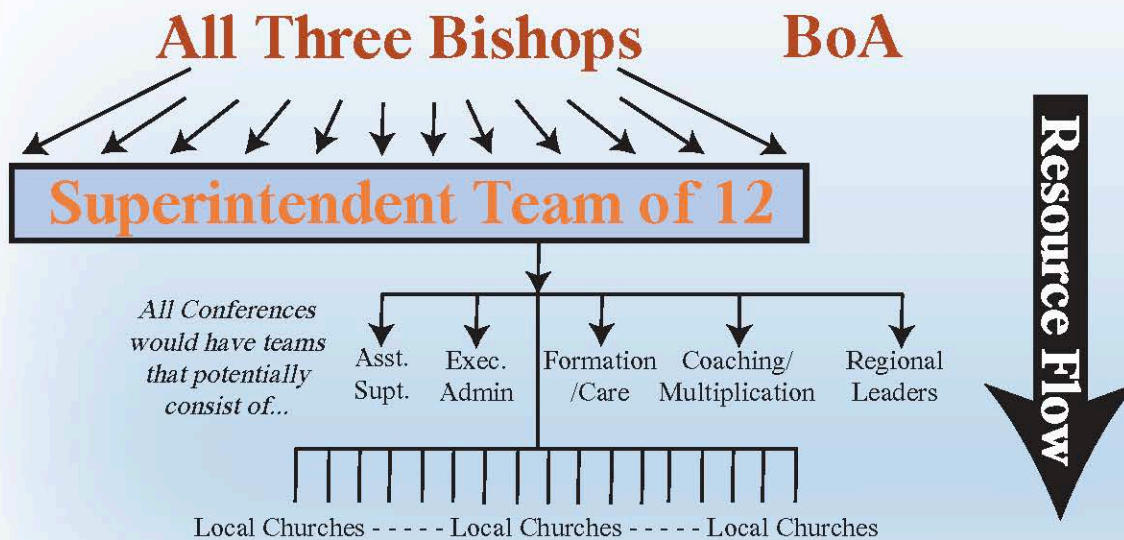 All Three Bishops
BoA
Superintendent Team of 12
All Conferences
would have teams
that potentially
consist of...
Asst.
Supt.
Exec.
Admin
Formation
/Care
Coaching/
Multiplication
Regional
Leaders
Local Churches - - - - - Local Churches - - - - - Local Churches
Resource Flow